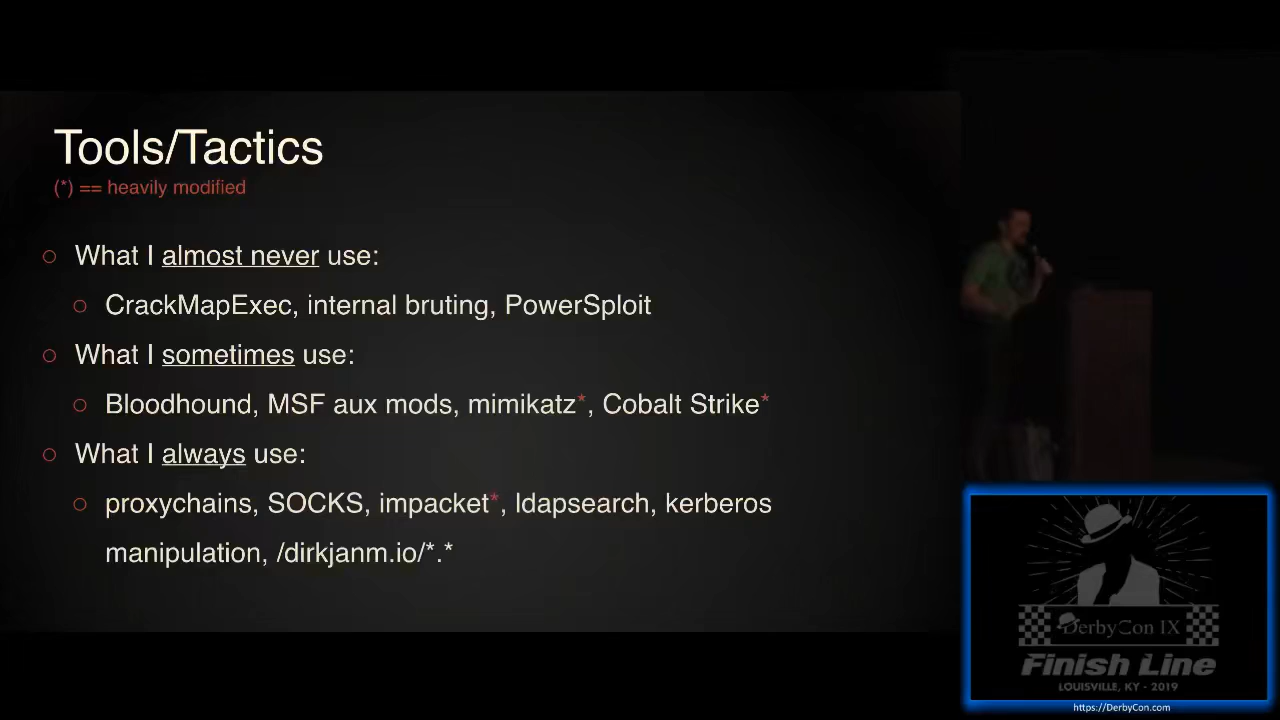 Tools/Tactics
(*) == heavily modified
What I almost never use:
CrackMapExec, internal bruting, PowerSploit
What I sometimes use:
Bloodhound, MSF aux mods, mimikatz*, Cobalt Strike*
What I always use:
proxychains, SOCKS, impacket*, ldapsearch, kerberos
manipulation, /dirkjanm.io/*.*
DerbyCon IX
Finish Line
LOUISVILLE, KY - 2019
https://DerbyCon.com